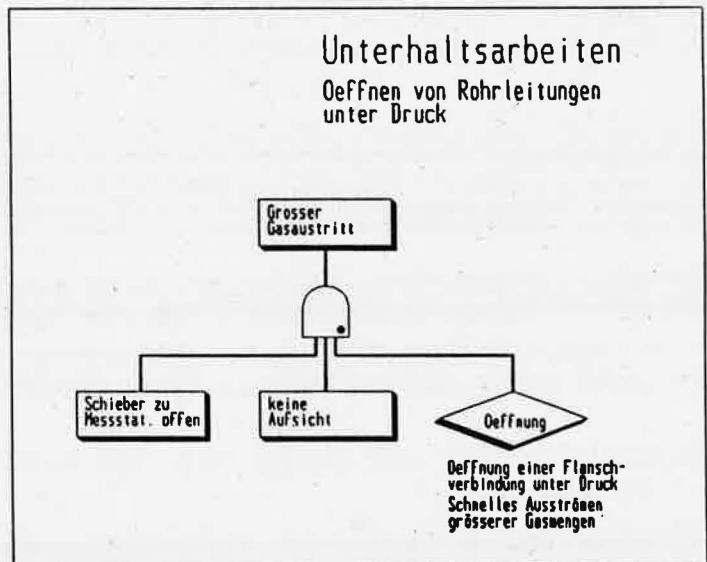 Unterhaltsarbeiten
Oeffnen von Rohrleitungen
unter Druck
Grosser
Gasaustritt
Schieber zu
Messstat. offen
keine
Aufsicht
Oeffnung
Oeffnung einer Flansch-
verbindung unter Druck
Schnelles Ausströmen
grösserer Gasmengen